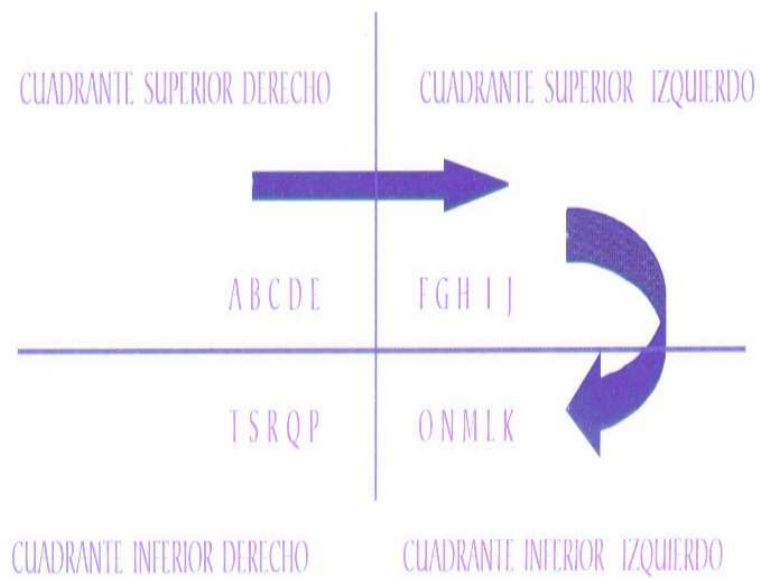 CUADRANTE SUPERIOR DERECHO
CUADRANTE SUPERIOR IZQUIERDO
A B C D E
F G H I J
T S R Q P
O N M L K
CUADRANTE INFERIOR DERECHO
CUADRANTE INFERIOR IZQUIERDO